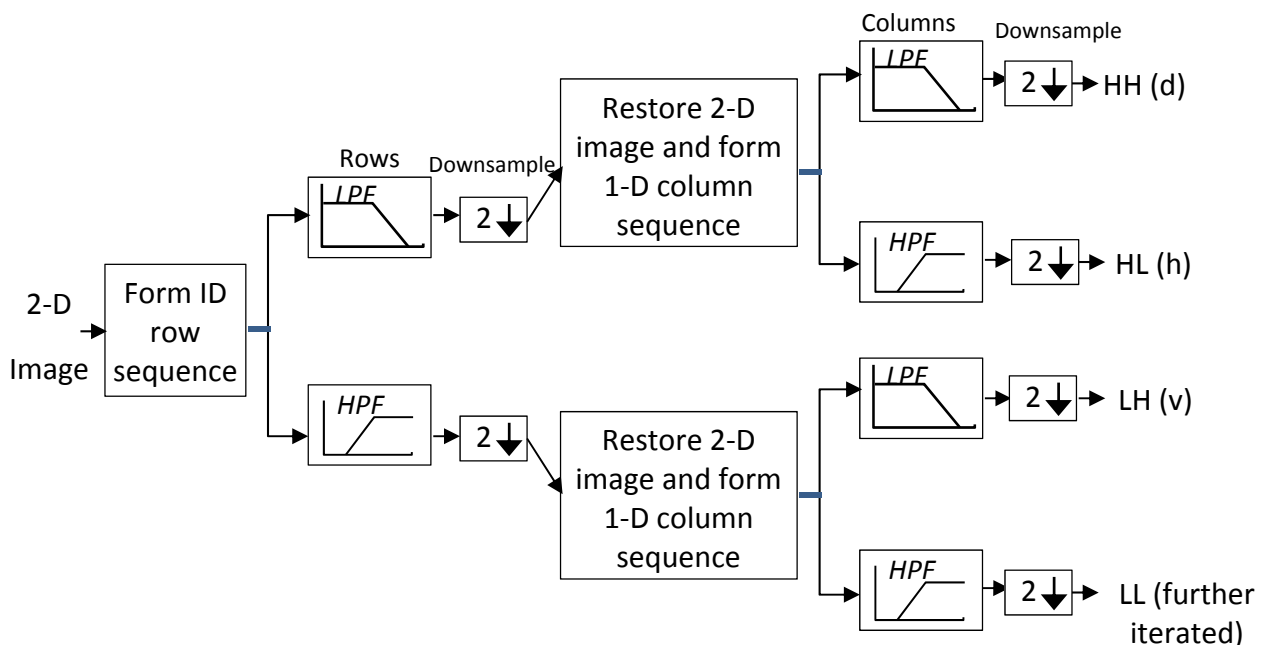 Columns
Downsample
LPF
2
HH (d)
Restore 2-D
image and form
1-D column
sequence
Rows
Downsample
LPF
2
HPF
2
HL (h)
2-D
Image
Form ID
row
sequence
HPF
2
Restore 2-D
image and form
1-D column
sequence
LPF
2
LH (v)
HPF
2
LL (further
iterated)